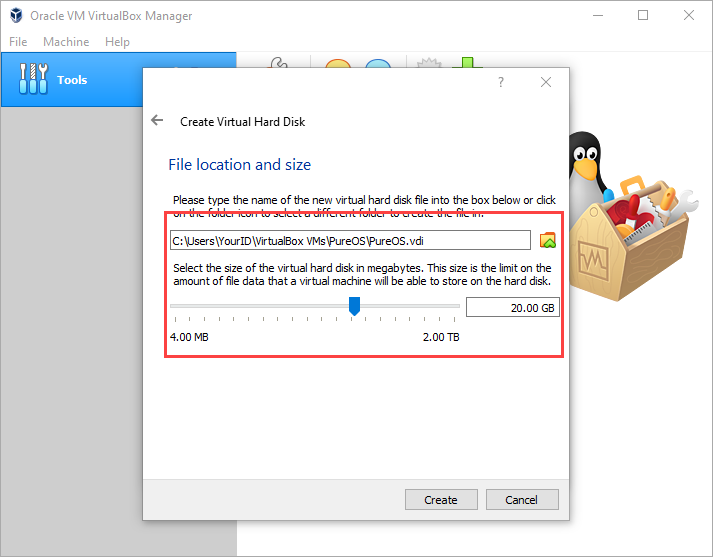 Oracle VM VirtualBox Manager
File Machine Help
Tools
?
Create Virtual Hard Disk
File location and size
Please type the name of the new virtual hard disk file into the box below or click
on the folder icon to select a different folder to create the file in.
C:\Users\YourID\VirtualBox VMs\PureOS\PureOS.vdi
Select the size of the virtual hard disk in megabytes. This size is the limit on the
amount of file data that a virtual machine will be able to store on the hard disk.
20.00 GB
4.00 MB 2.00 TB
Create Cancel